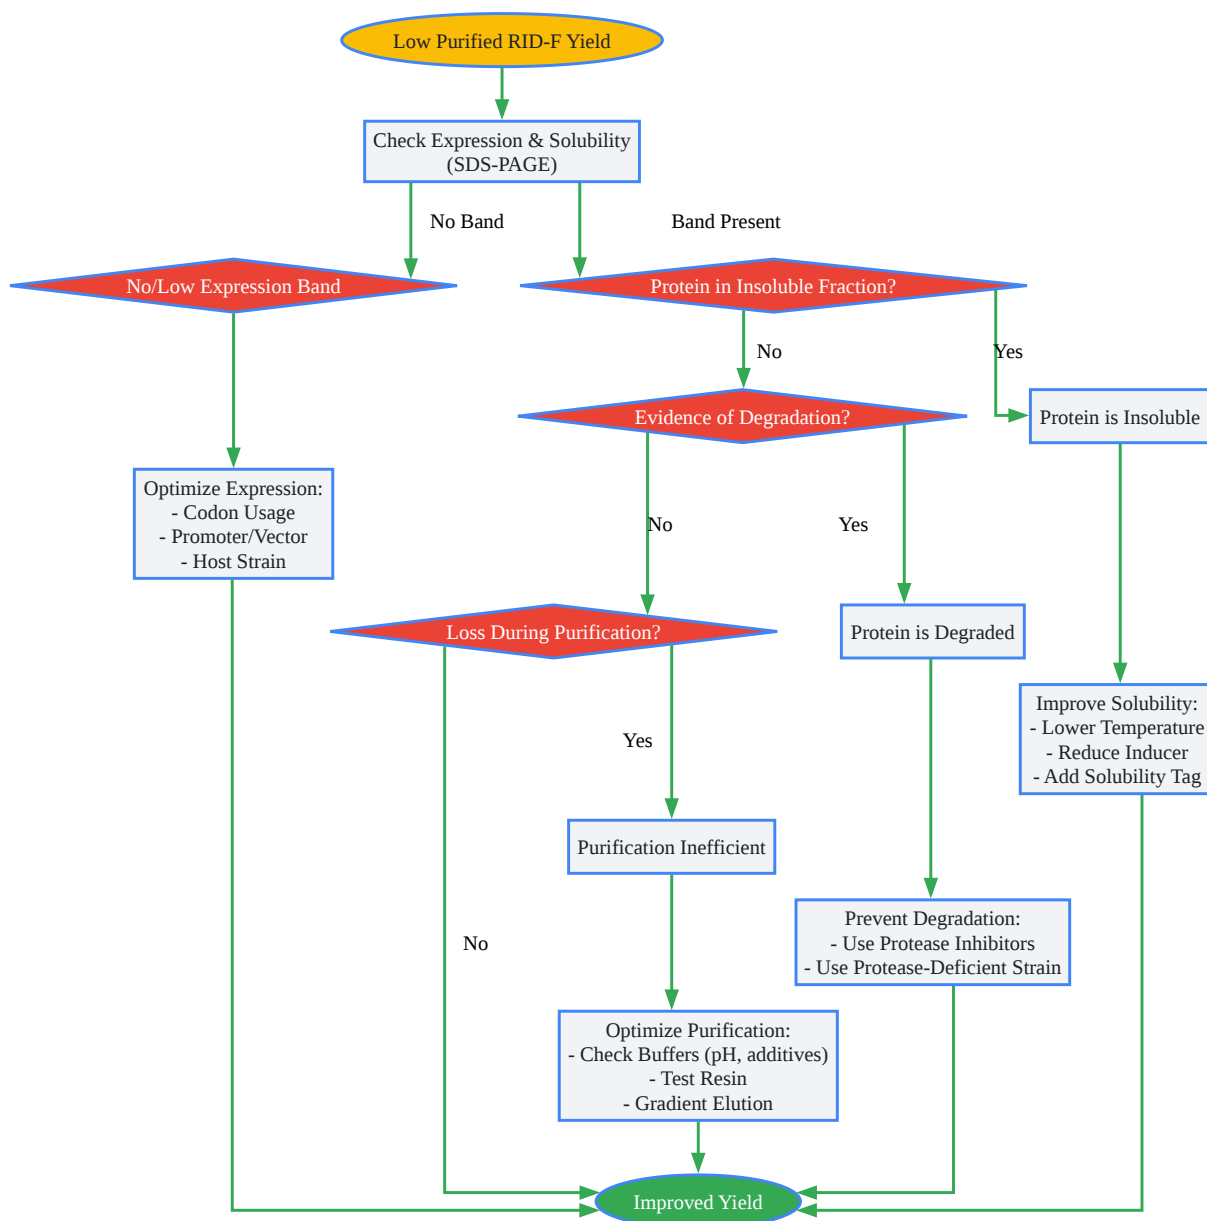 Low Purified RID-F Yield
Check Expression & Solubility
(SDS-PAGE)
No Band
Band Present
No/Low Expression Band
Protein in Insoluble Fraction?
No
Yes
Evidence of Degradation?
Protein is Insoluble
Optimize Expression:
- Codon Usage
- Promoter/Vector
- Host Strain
No
Yes
Loss During Purification?
Protein is Degraded
Improve Solubility:
- Lower Temperature
- Reduce Inducer
- Add Solubility Tag
Yes
Purification Inefficient
No
Prevent Degradation:
- Use Protease Inhibitors
- Use Protease-Deficient Strain
Optimize Purification:
- Check Buffers (pH, additives)
- Test Resin
- Gradient Elution
Improved Yield